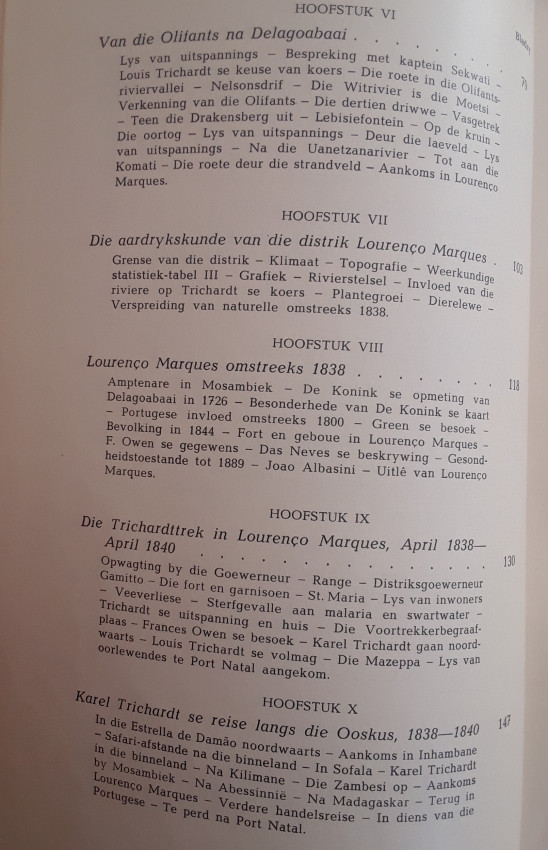 HOOFSTUK VI
Bladsy
Van die Olifants na Delagoabaai . . . . . . . . 70
Lys van uitspannings – Bespreking met kaptein Sekwati –
Louis Trichardt se keuse van koers – Die roete in die Olifants-
riviervallei – Nelsonsdrif – Die Witrivier is die Moetsi –
Verkenning van die Olifants – Die dertien driwwe – Vasgetrek
– Teen die Drakensberg uit – Lebisiefontein – Op de kruin –
Die oortog – Lys van uitspannings – Deur die laeveld – Lys
van uitspannings – Na die Uanetzanarivier – Tot aan die
Komati – Die roete deur die strandveld – Aankoms in Lourenço
Marques.
HOOFSTUK VII
Die aardrykskunde van die distrik Lourenço Marques . 103
Grense van die distrik – Klimaat – Topografie – Weerkundige
statistiek-tabel III – Grafiek – Rivierstelsel – Invloed van die
riviere op Trichardt se koers – Plantegroei – Dierelewe –
Verspreiding van naturelle omstreeks 1838.
HOOFSTUK VIII
Lourenço Marques omstreeks 1838 . . . . . . . . 118
Amptenare in Mosambiek – De Konink se opmeting van
Delagoabaai in 1726 – Besonderhede van De Konink se kaart
– Portugese invloed omstreeks 1800 – Green se besoek –
Bevolking in 1844 – Fort en geboue in Lourenço Marques –
F. Owen se gegewens – Das Neves se beskrywing – Gesond-
heidstoestande tot 1889 – Joao Albasini – Uitlê van Lourenço
Marques.
HOOFSTUK IX
Die Trichardttrek in Lourenço Marques, April 1838—
April 1840 . . . . . . . . . . . . . . 130
Opwagting by die Goewerneur – Range – Distriksgoewerneur
Gamitto – Die fort en garnisoen – St. Maria – Lys van inwoners
– Veeverliese – Sterfgevalle aan malaria en swartwater –
Trichardt se uitspanning en huis – Die Voortrekkerbegraaf-
plaas – Frances Owen se besoek – Karel Trichardt gaan noord-
waarts – Louis Trichardt se volmag – Die Mazeppa – Lys van
oorlewendes te Port Natal aangekom.
HOOFSTUK X
Karel Trichardt se reise langs die Ooskus, 1838—1840 147
In die Estrella de Damão noordwaarts – Aankoms in Inhambane
– Safari-afstande na die binneland – In Sofala – Karel Trichardt
in die binneland – Na Kilimane – Die Zambesi op – Aankoms
by Mosambiek – Na Abessinnië – Na Madagaskar – Terug in
Lourenço Marques – Verdere handelsreise – In diens van die
Portugese – Te perd na Port Natal.